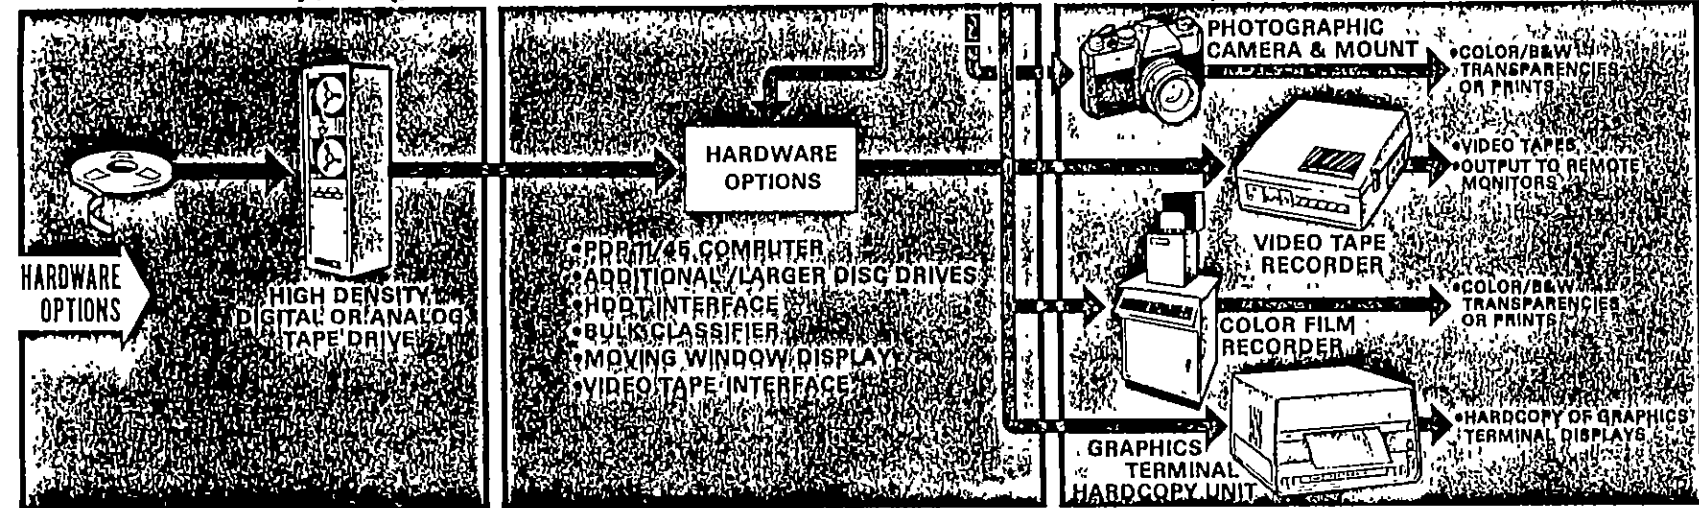 HARDWARE
OPTIONS
HIGH DENSITY
DIGITAL OR ANALOG
TAPE DRIVE
HARDWARE
OPTIONS
•PDP 11/45 COMPUTER
•ADDITIONAL/LARGER DISC DRIVES
•HDDT INTERFACE
•BULK CLASSIFIER
•MOVING WINDOW DISPLAY
•VIDEO TAPE INTERFACE
PHOTOGRAPHIC
CAMERA & MOUNT
•COLOR/B&W
TRANSPARENCIES
OR PRINTS
VIDEO TAPE
RECORDER
•VIDEO TAPES
•OUTPUT TO REMOTE
MONITORS
COLOR FILM
RECORDER
•COLOR/B&W
TRANSPARENCIES
OR PRINTS
GRAPHICS
TERMINAL
HARDCOPY UNIT
•HARDCOPY OF GRAPHICS
TERMINAL DISPLAYS